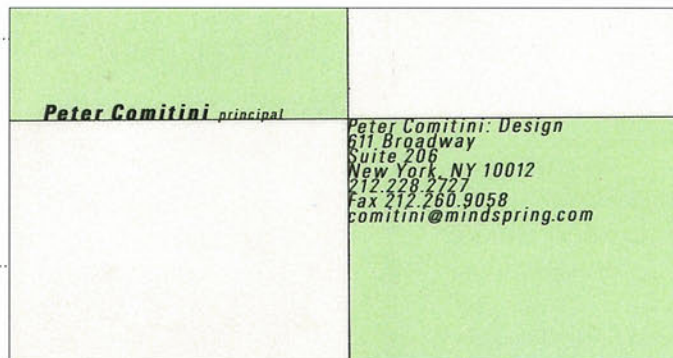 Peter Comitini principal
Peter Comitini: Design
611 Broadway
Suite 206
New York, NY 10012
212.228.2727
Fax 212.260.9058
comitini@mindspring.com